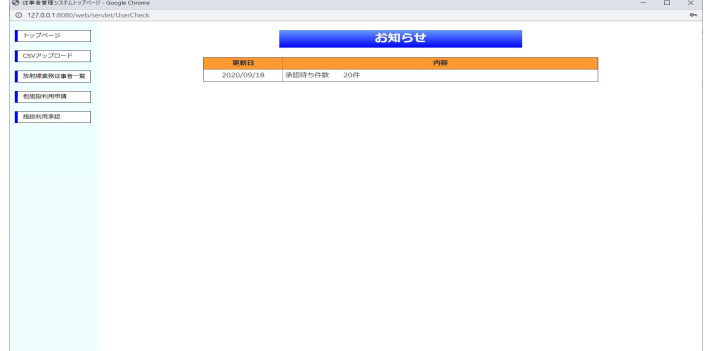 従事者管理システムトップページ - Google Chrome
127.0.0.1:8080/web/servlet/UserCheck
トップページ
CSVアップロード
放射線業務従事者一覧
他施設利用申請
施設利用承認
お知らせ
更新日 内容
2020/09/18 承認待ち件数 20件